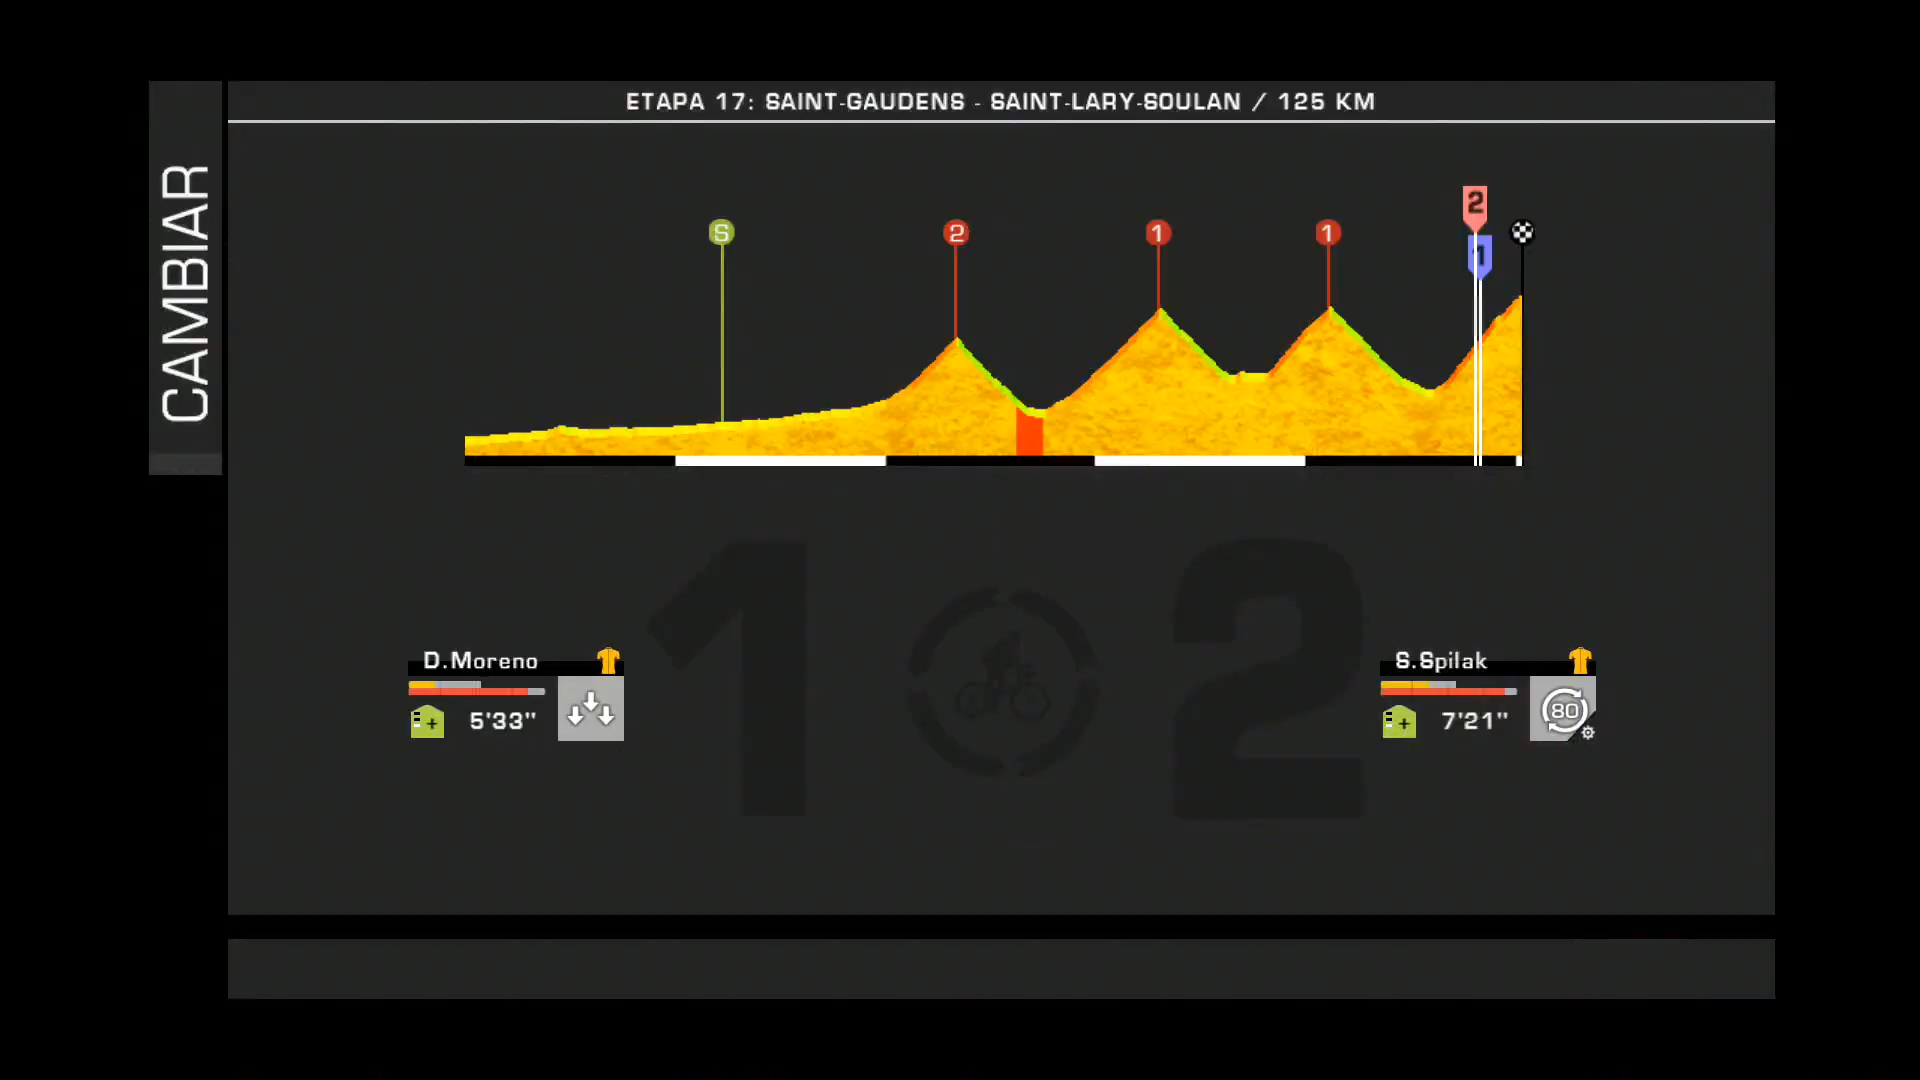 CAMBIAR
ETAPA 17: SAINT-GAUDENS - SAINT-LARY-SOULAN / 125 KM
2
S
2
1
1
1
1
2
D.Moreno
+
5'33"
S.Spilak
+
7'21"
80